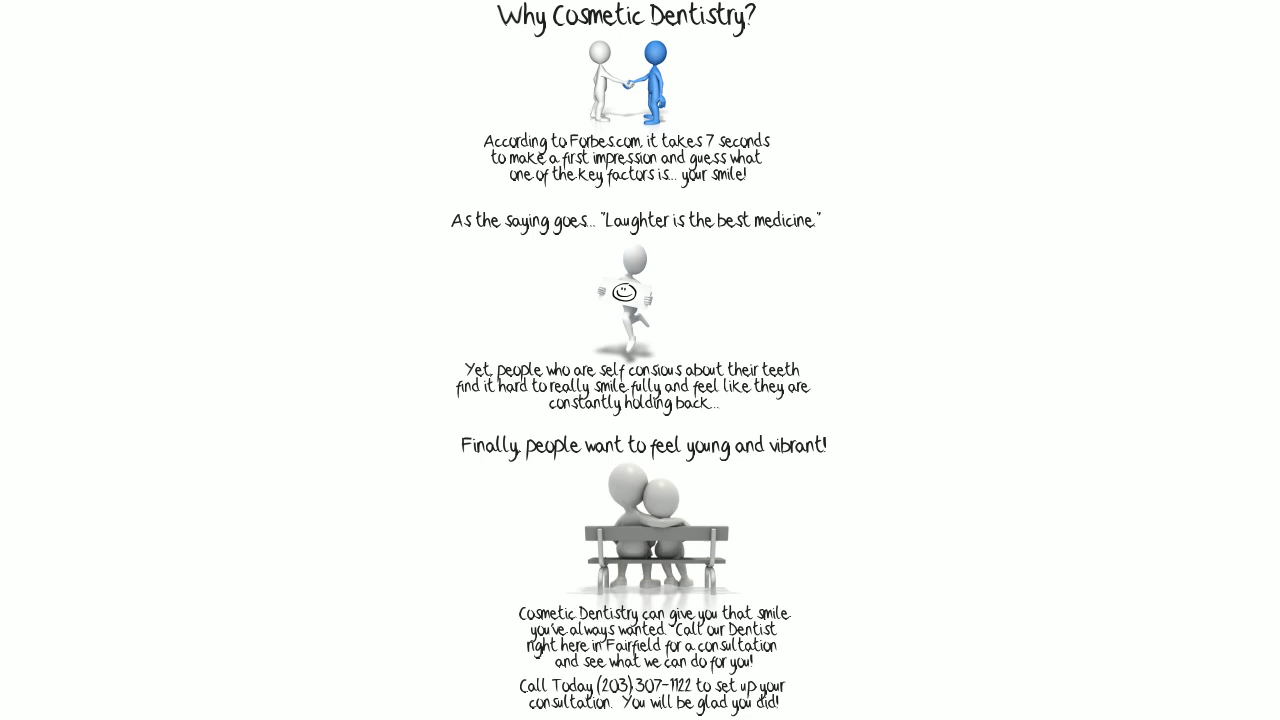 Why Cosmetic Dentistry?
According to Forbes.com, it takes 7 seconds
to make a first impression and guess what
one of the key factors is... your smile!
As the saying goes... "Laughter is the best medicine."
Yet, people who are self consious about their teeth
find it hard to really smile fully and feel like they are
constantly holding back...
Finally, people want to feel young and vibrant!
Cosmetic Dentistry can give you that smile
you've always wanted. Call our Dentist
right here in Fairfield for a consultation
and see what we can do for you!
Call Today (203) 307-1122 to set up your
consultation. You will be glad you did!